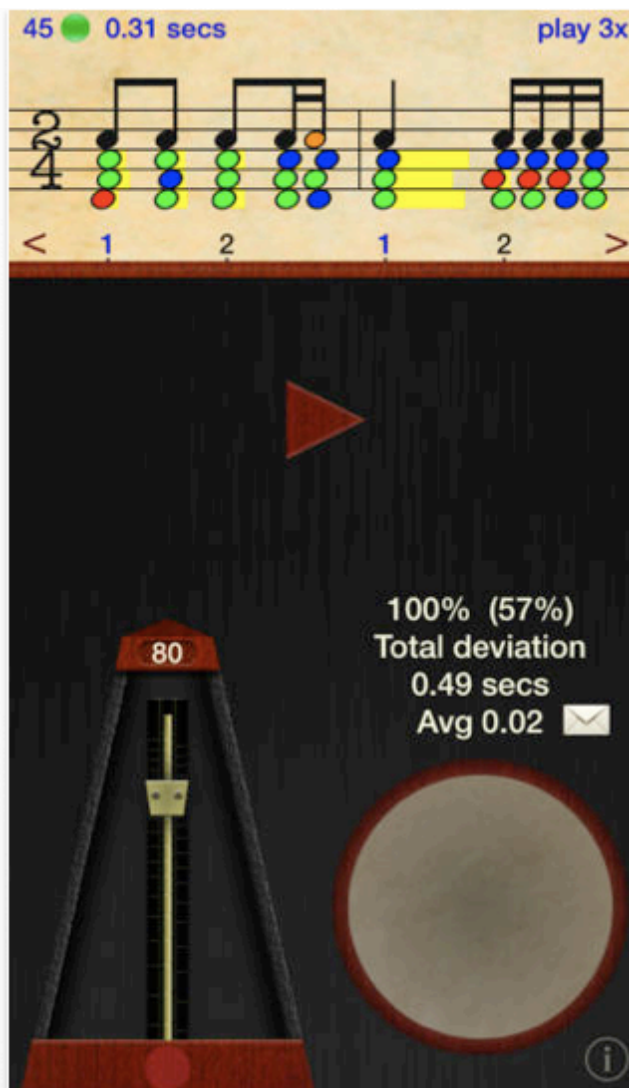 45 0.31 secs play 3x
2
4
< 1 2 1 2 >
80
100% (57%)
Total deviation
0.49 secs
Avg 0.02
i